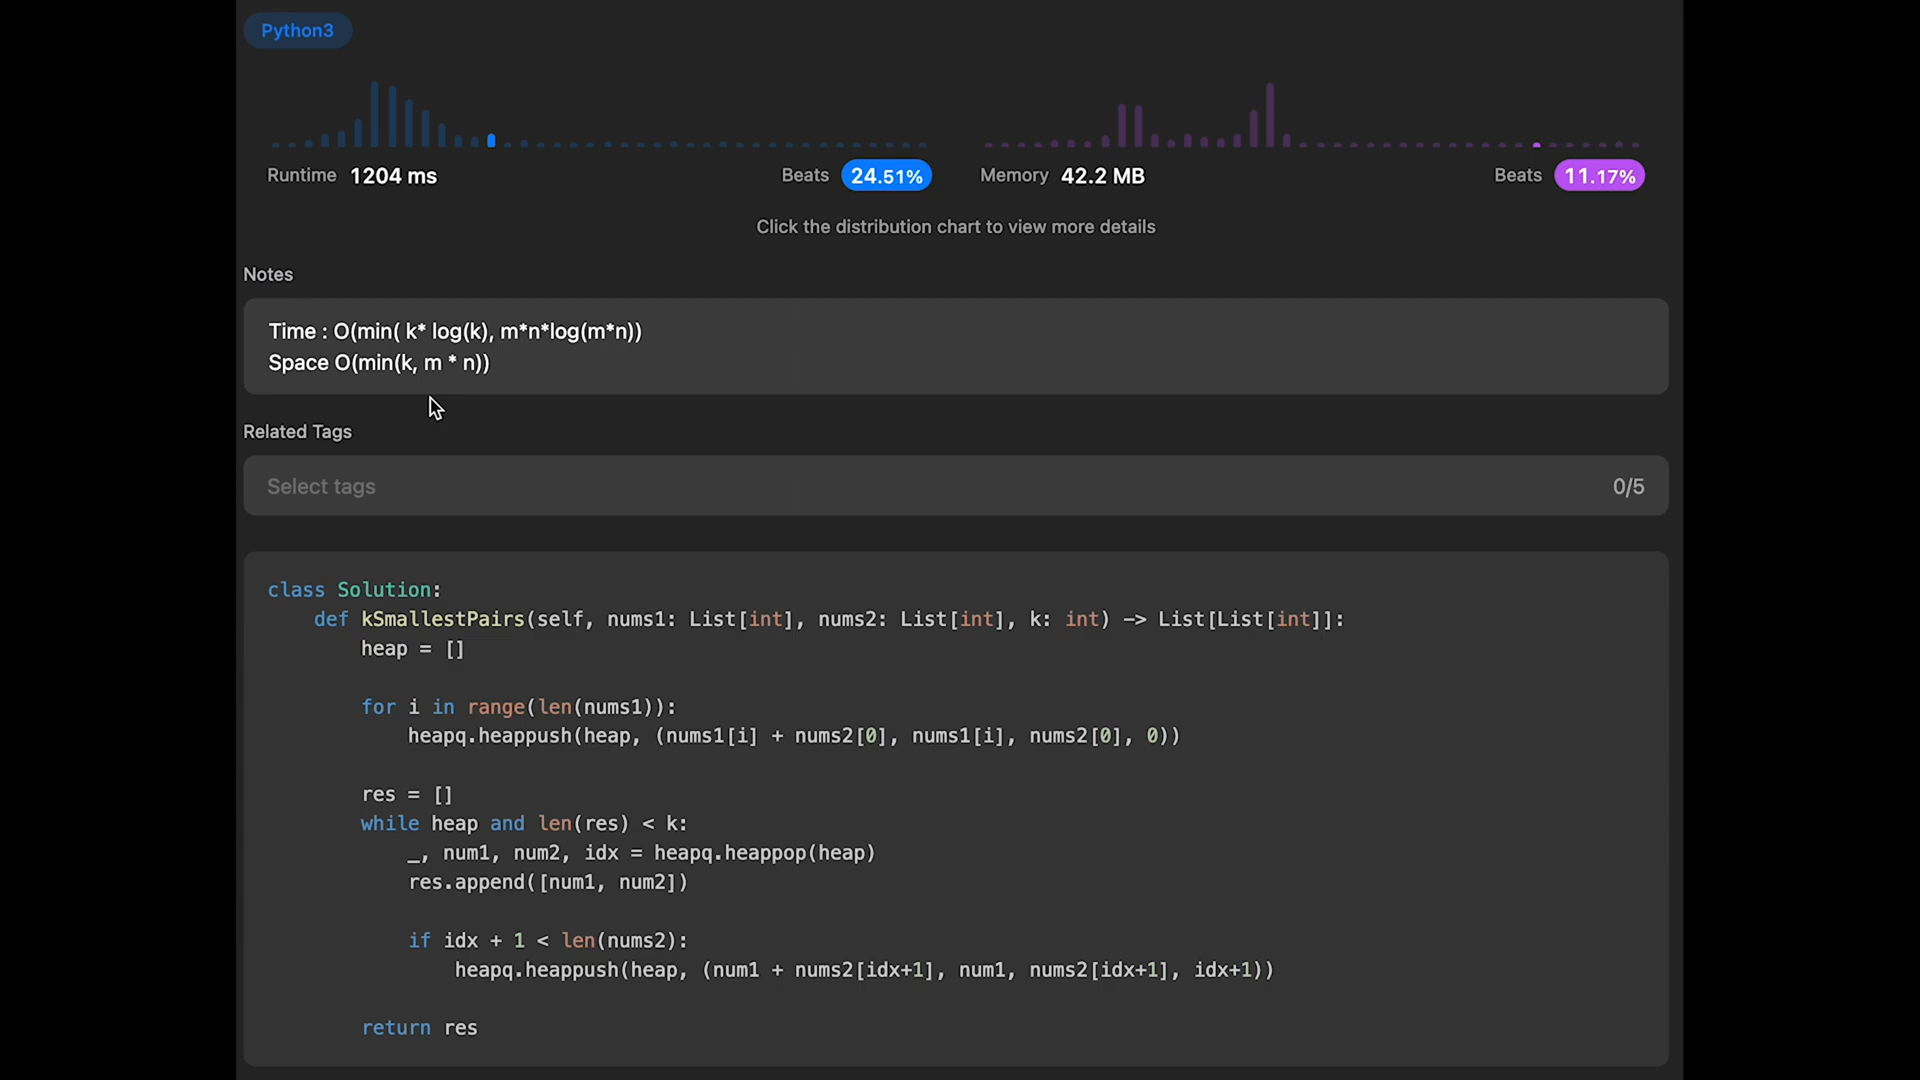 Python3
Runtime 1204 ms Beats 24.51% Memory 42.2 MB Beats 11.17%
Click the distribution chart to view more details
Notes
Time : O(min( k* log(k), m*n*log(m*n))
Space O(min(k, m * n))
Related Tags
Select tags 0/5
class Solution:
    def kSmallestPairs(self, nums1: List[int], nums2: List[int], k: int) -> List[List[int]]:
        heap = []
        for i in range(len(nums1)):
            heapq.heappush(heap, (nums1[i] + nums2[0], nums1[i], nums2[0], 0))
        res = []
        while heap and len(res) < k:
            _, num1, num2, idx = heapq.heappop(heap)
            res.append([num1, num2])
            if idx + 1 < len(nums2):
                heapq.heappush(heap, (num1 + nums2[idx+1], num1, nums2[idx+1], idx+1))
        return res